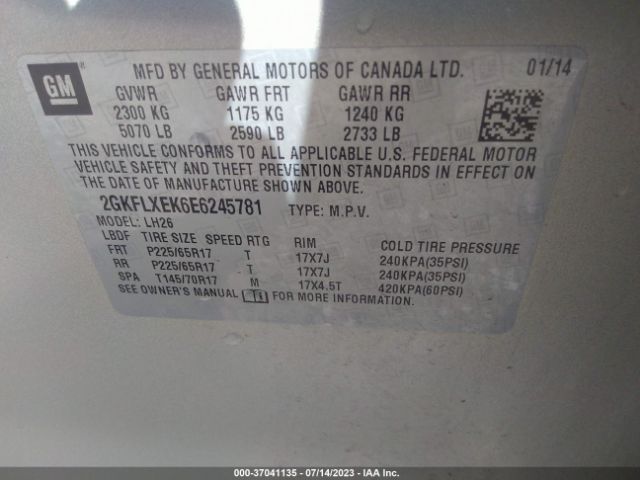 GM
MFD BY GENERAL MOTORS OF CANADA LTD. 01/14
GVWR GAWR FRT GAWR RR
2300 KG 1175 KG 1240 KG
5070 LB 2590 LB 2733 LB
THIS VEHICLE CONFORMS TO ALL APPLICABLE U.S. FEDERAL MOTOR
VEHICLE SAFETY AND THEFT PREVENTION STANDARDS IN EFFECT ON
THE DATE OF MANUFACTURE SHOWN ABOVE.
2GKFLXEK6E6245781 TYPE: M.P.V.
MODEL: LH26
LBDF TIRE SIZE SPEED RTG RIM COLD TIRE PRESSURE
FRT P225/65R17 T 17X7J 240KPA(35PSI)
RR P225/65R17 T 17X7J 240KPA(35PSI)
SPA T145/70R17 M 17X4.5T 420KPA(60PSI)
SEE OWNER'S MANUAL FOR MORE INFORMATION.
000-37041135 - 07/14/2023 - IAAI.COM